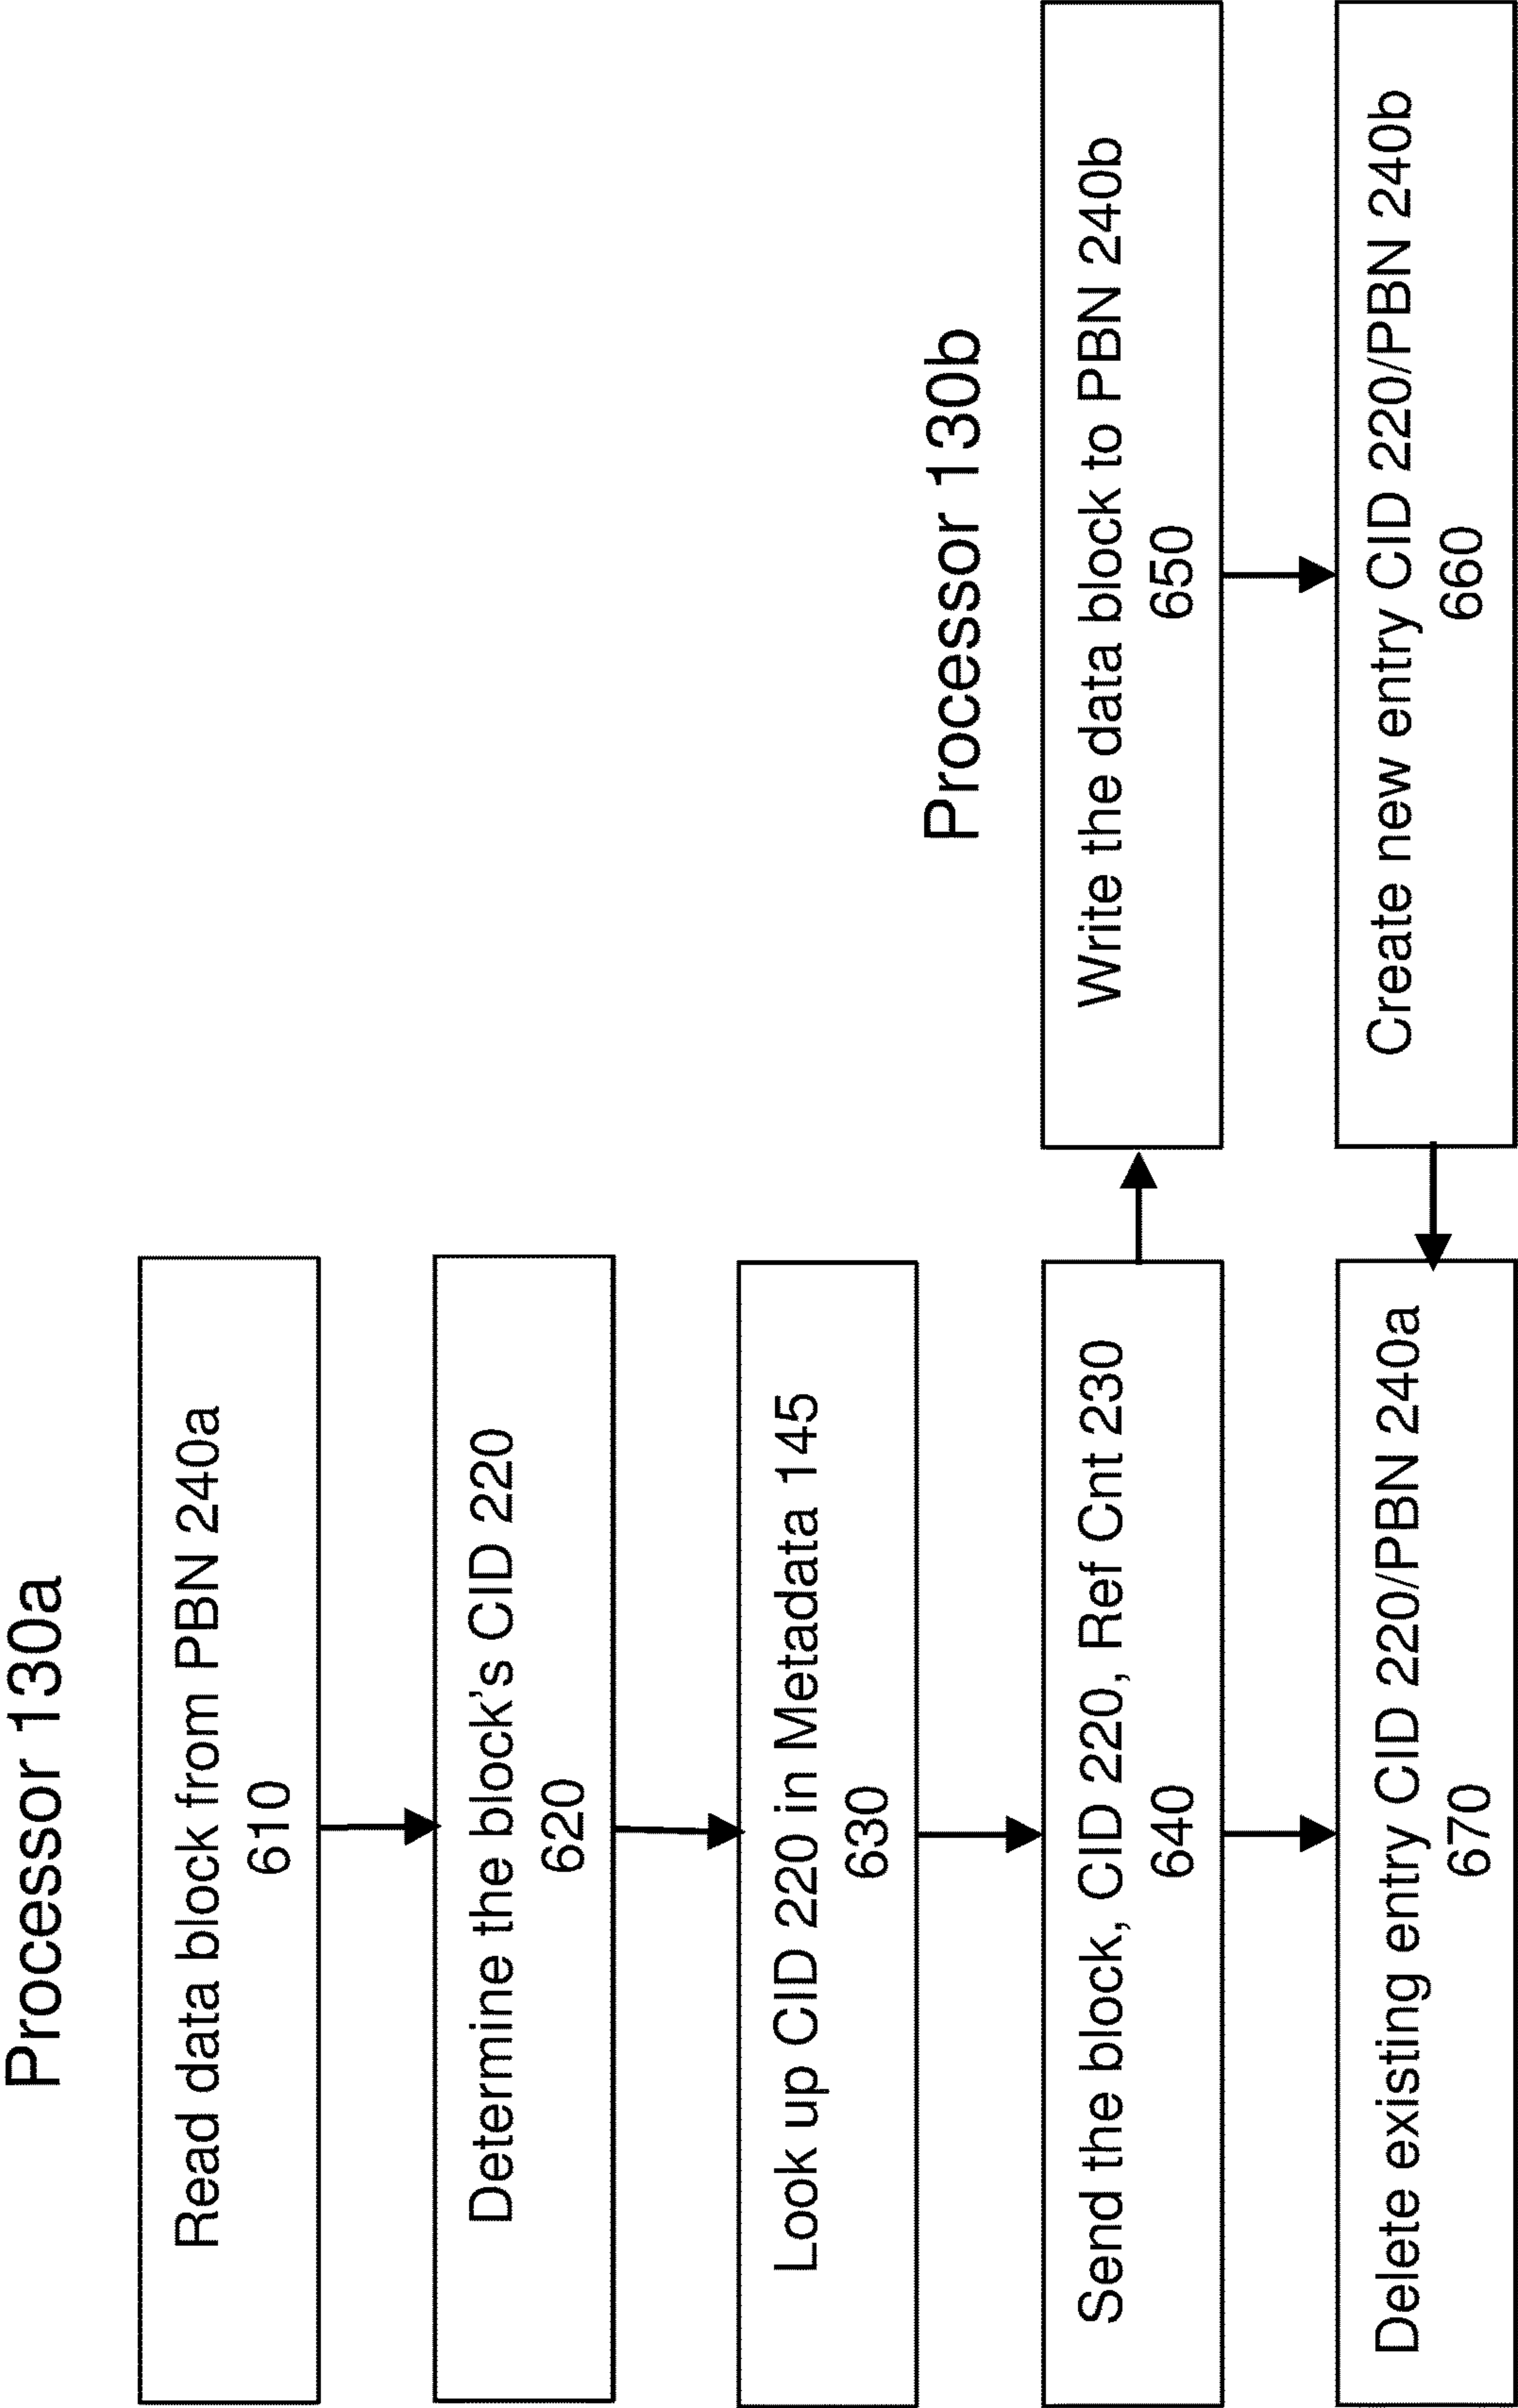 Processor 130a
Read data block from PBN 240a
610
Determine the block's CID 220
620
Look up CID 220 in Metadata 145
630
Send the block, CID 220, Ref Cnt 230
640
Delete existing entry CID 220/PBN 240a
670
Processor 130b
Write the data block to PBN 240b
650
Create new entry CID 220/PBN 240b
660